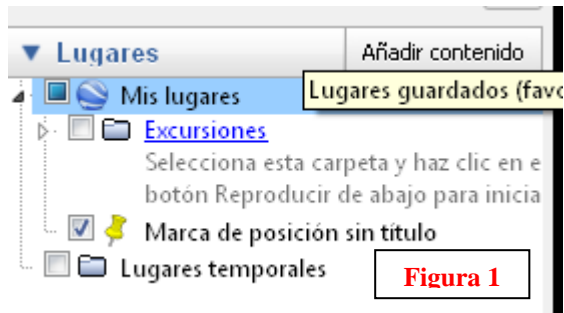 Lugares
Añadir contenido
Mis lugares
Lugares guardados (favo
Excursiones
Selecciona esta carpeta y haz clic en e
botón Reproducir de abajo para inicia
Marca de posición sin título
Lugares temporales
Figura 1